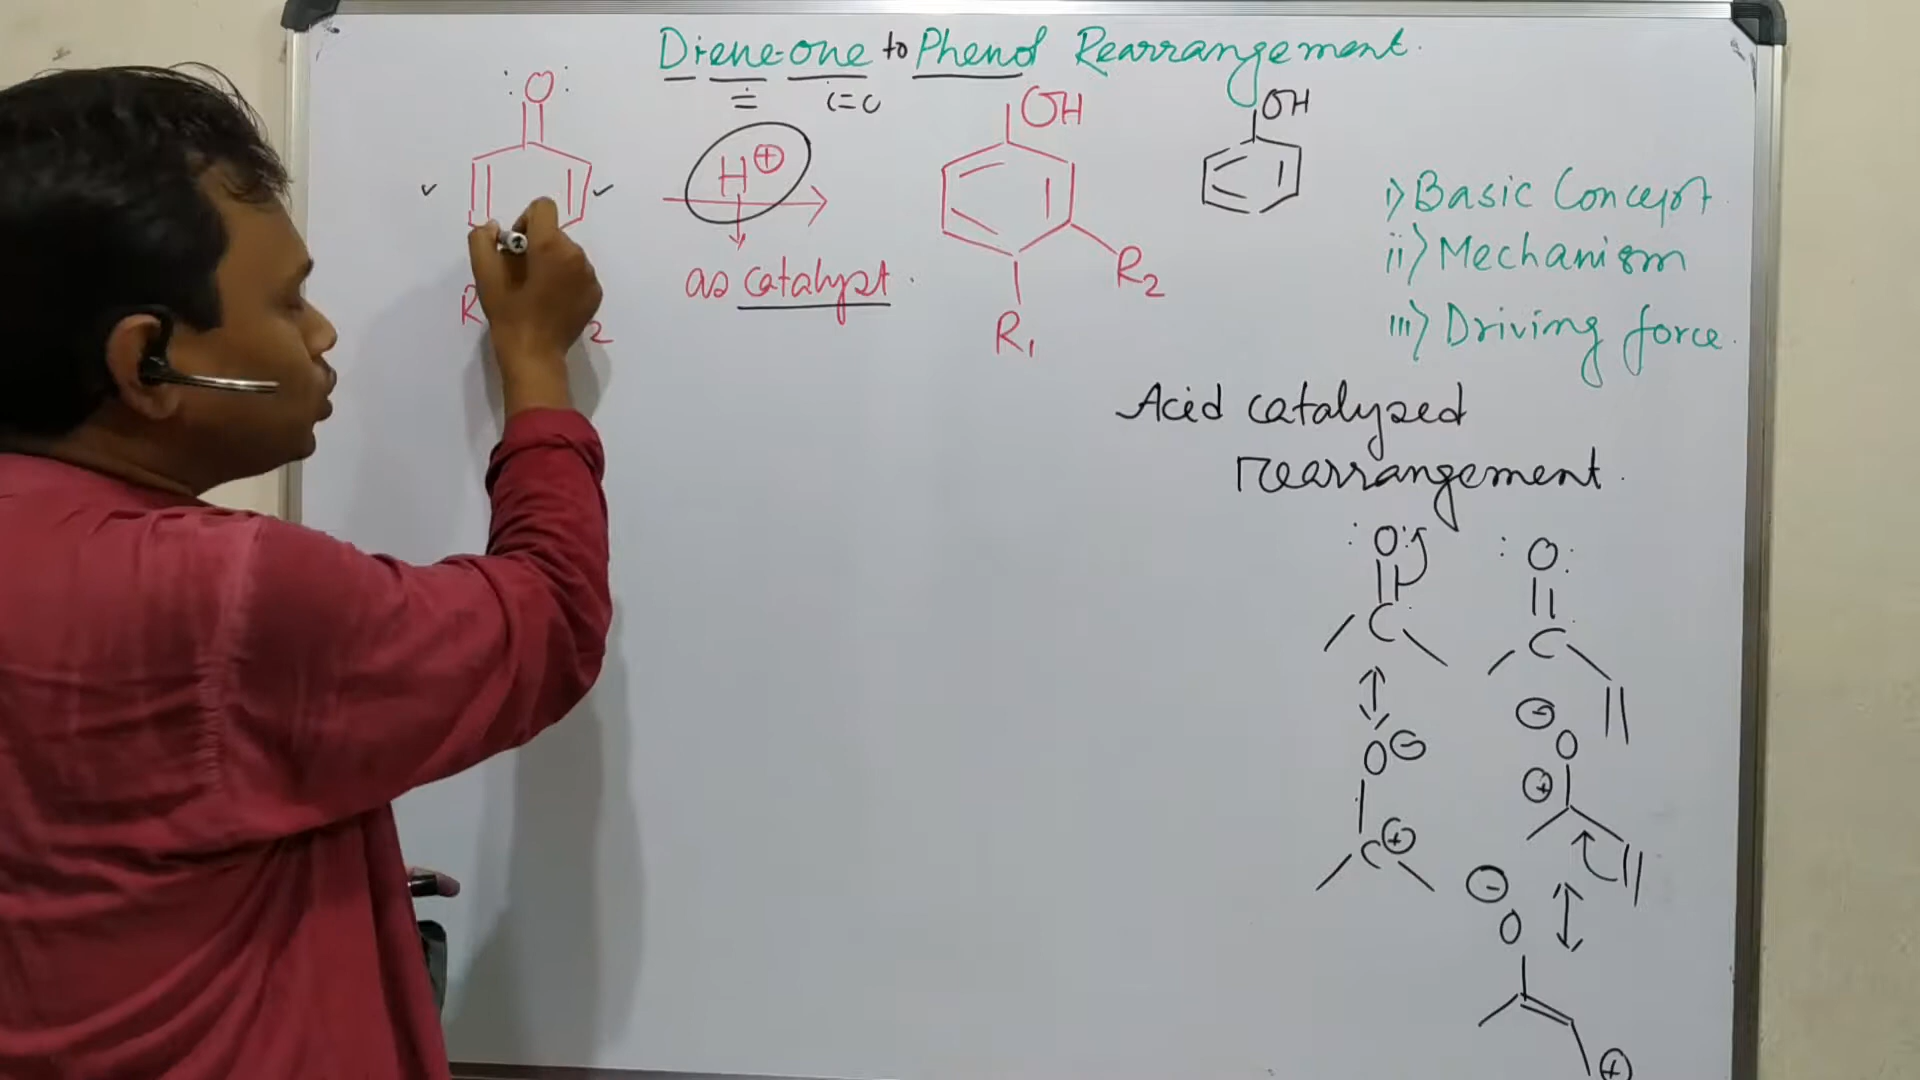 Diene-one to Phenol Rearrangement.
= C=O
:O:
H⊕
as catalyst.
R
2
OH
R2
R1
OH
i) Basic Concept
ii) Mechanism
iii) Driving force.
Acid catalyzed
rearrangement.
:O:
C
↕
O⊖
C⊕
:O:
C
⊖
O
⊕
↕
⊖
O
⊕